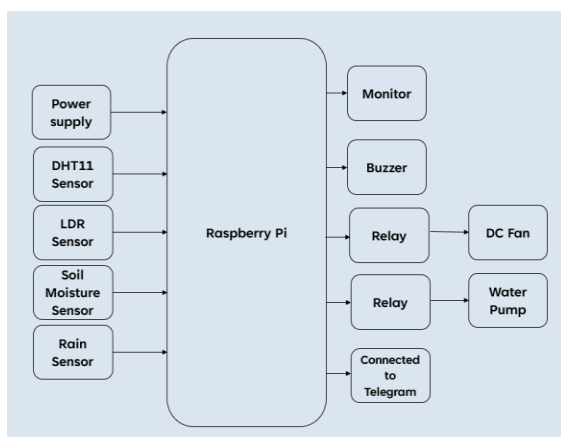 Power
supply
DHT11
Sensor
LDR
Sensor
Soil
Moisture
Sensor
Rain
Sensor
Raspberry Pi
Monitor
Buzzer
Relay
DC Fan
Relay
Water
Pump
Connected
to
Telegram